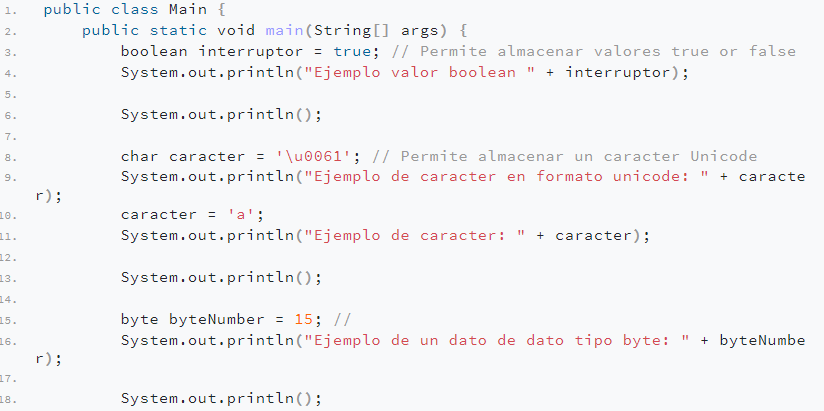 1. public class Main {
2. public static void main(String[] args) {
3. boolean interruptor = true; // Permite almacenar valores true or false
4. System.out.println("Ejemplo valor boolean " + interruptor);
5.
6. System.out.println();
7.
8. char caracter = '\u0061'; // Permite almacenar un caracter Unicode
9. System.out.println("Ejemplo de caracter en formato unicode: " + caracte
r);
10. caracter = 'a';
11. System.out.println("Ejemplo de caracter: " + caracter);
12.
13. System.out.println();
14.
15. byte byteNumber = 15; //
16. System.out.println("Ejemplo de un dato de dato tipo byte: " + byteNumbe
r);
17.
18. System.out.println();